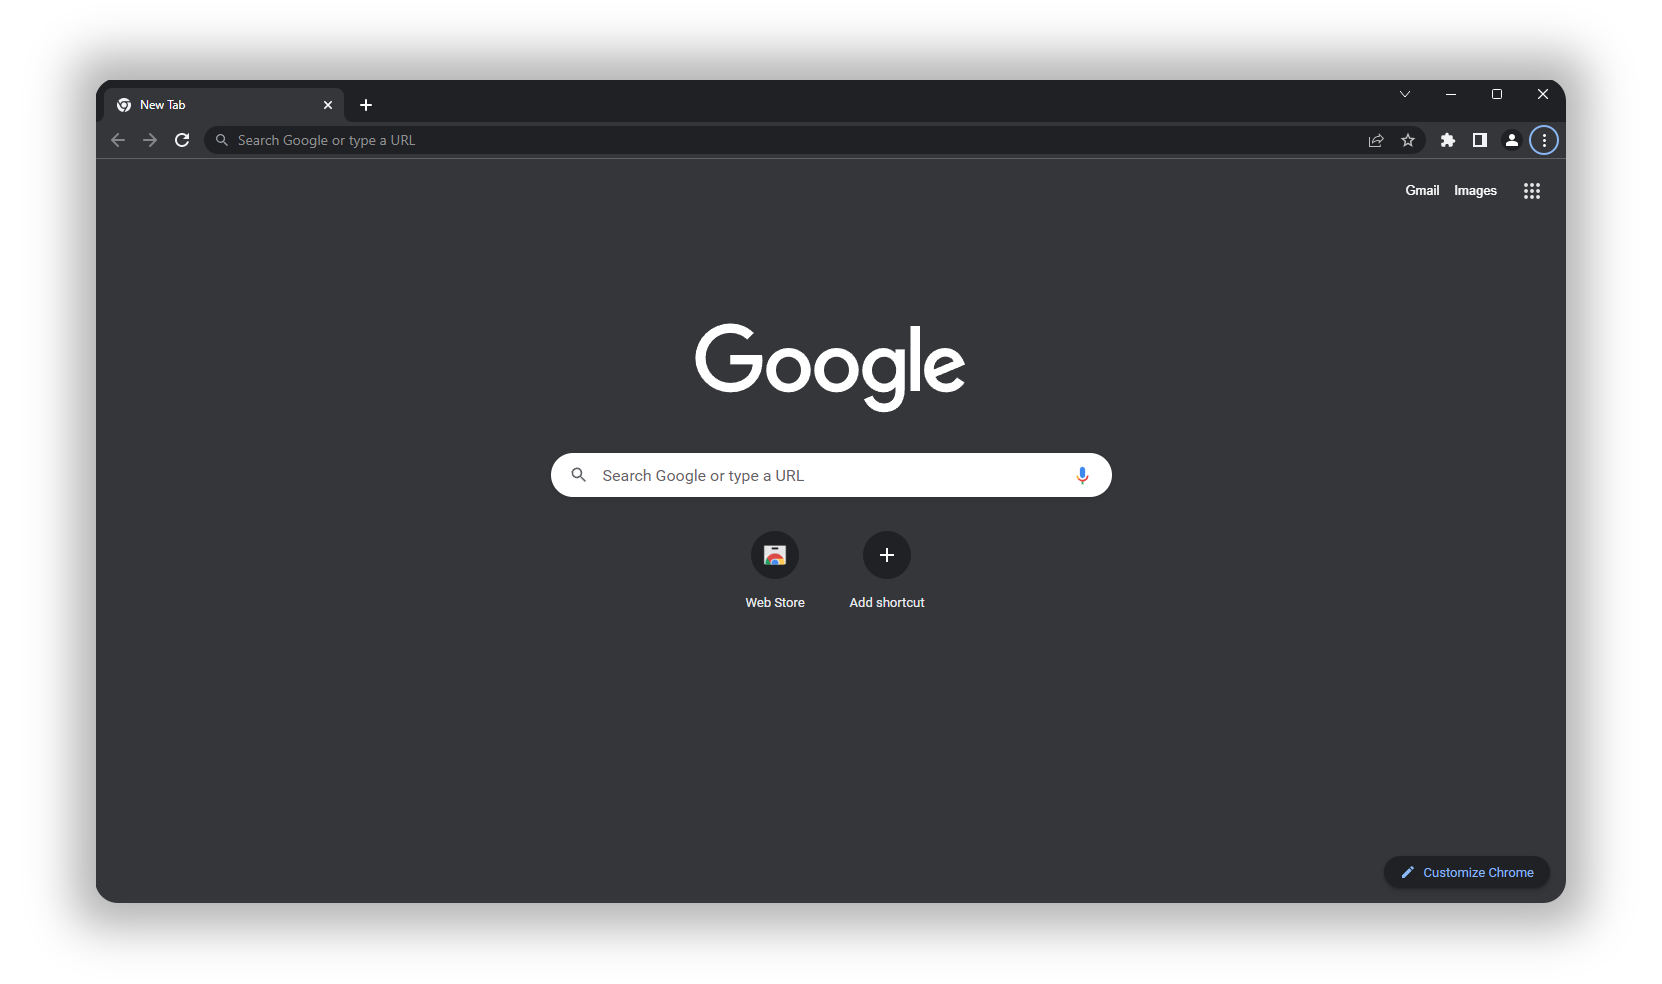 New Tab
Search Google or type a URL
Gmail Images
Google
Search Google or type a URL
Web Store Add shortcut
Customize Chrome